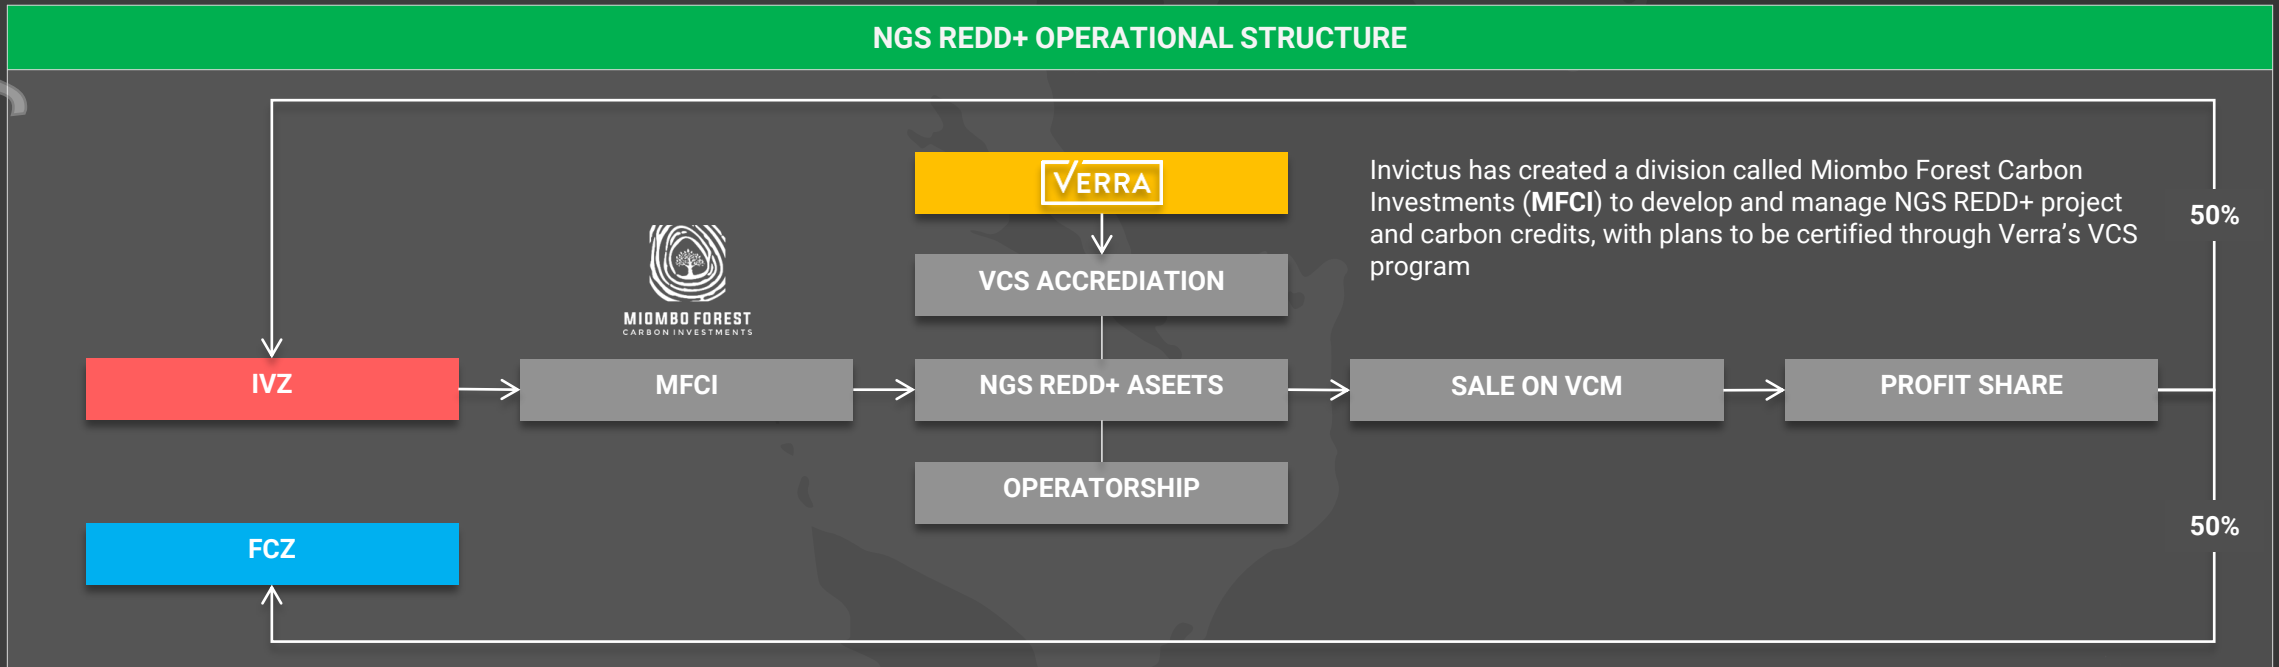 NGS REDD+ OPERATIONAL STRUCTURE
VERRA
Invictus has created a division called Miombo Forest Carbon
Investments (MFCI) to develop and manage NGS REDD+ project
and carbon credits, with plans to be certified through Verra’s VCS
program
50%
VCS ACCREDIATION
MIOMBO FOREST
CARBON INVESTMENTS
IVZ
MFCI
NGS REDD+ ASEETS
SALE ON VCM
PROFIT SHARE
OPERATORSHIP
FCZ
50%